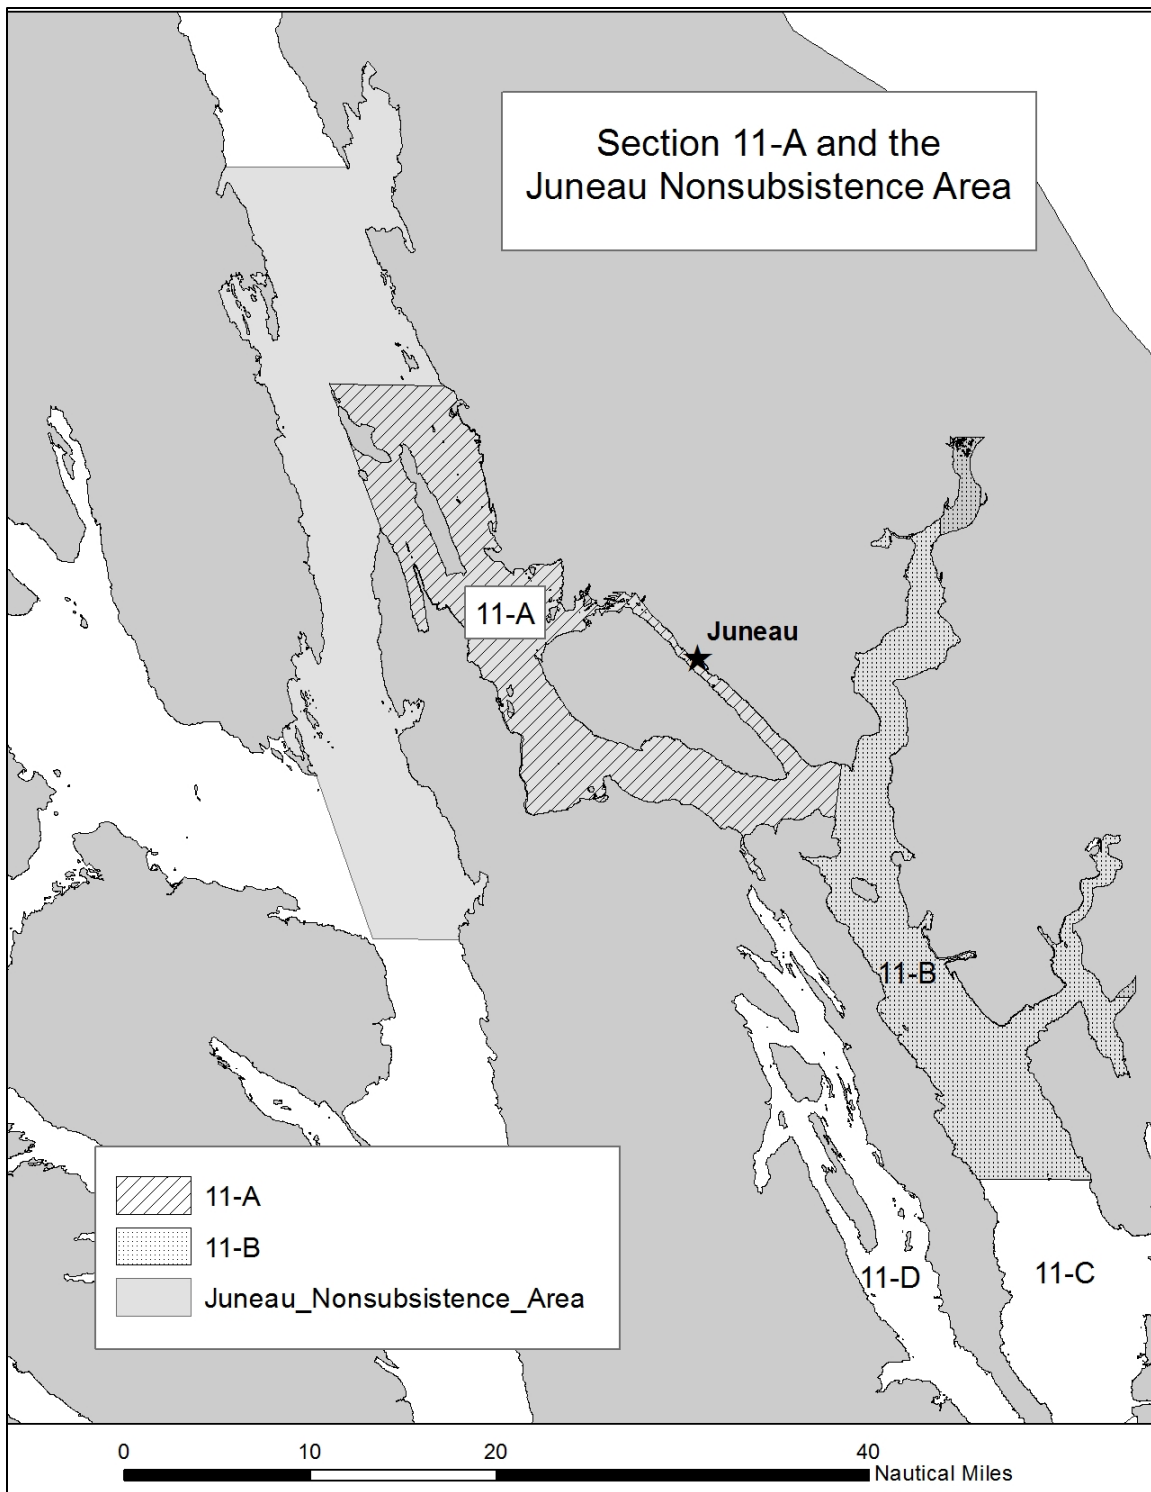 Section 11-A and the
Juneau Nonsubsistence Area
11-A
Juneau
11-B
11-D
11-C
11-A
11-B
Juneau_Nonsubsistence_Area
0 10 20 40
Nautical Miles